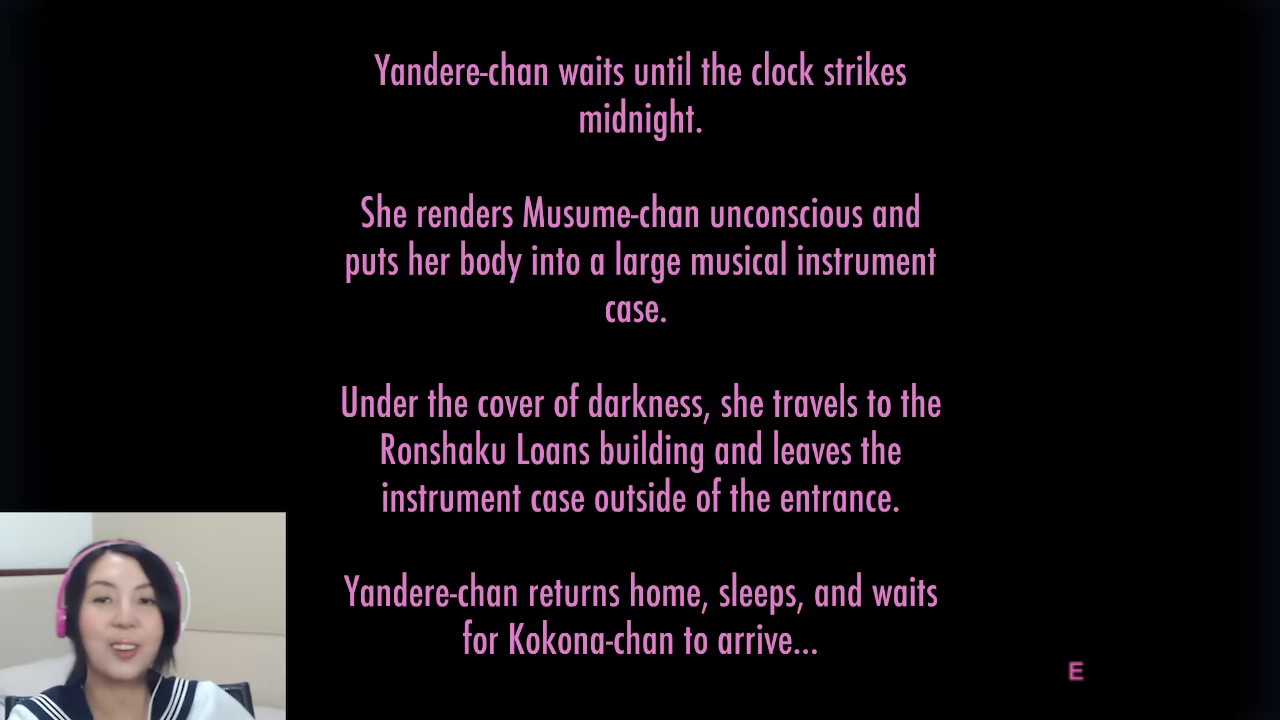 Yandere-chan waits until the clock strikes
midnight.
She renders Musume-chan unconscious and
puts her body into a large musical instrument
case.
Under the cover of darkness, she travels to the
Ronshaku Loans building and leaves the
instrument case outside of the entrance.
Yandere-chan returns home, sleeps, and waits
for Kokona-chan to arrive...
E